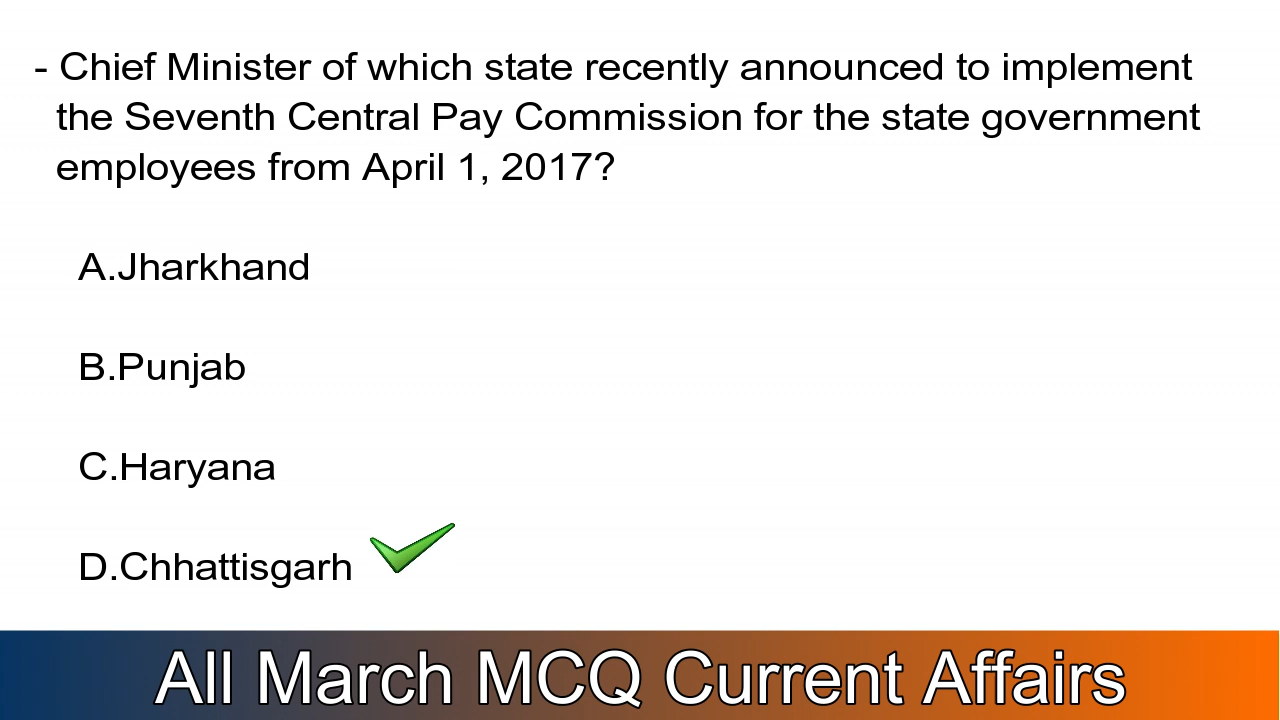 - Chief Minister of which state recently announced to implement
the Seventh Central Pay Commission for the state government
employees from April 1, 2017?
A.Jharkhand
B.Punjab
C.Haryana
D.Chhattisgarh
All March MCQ Current Affairs